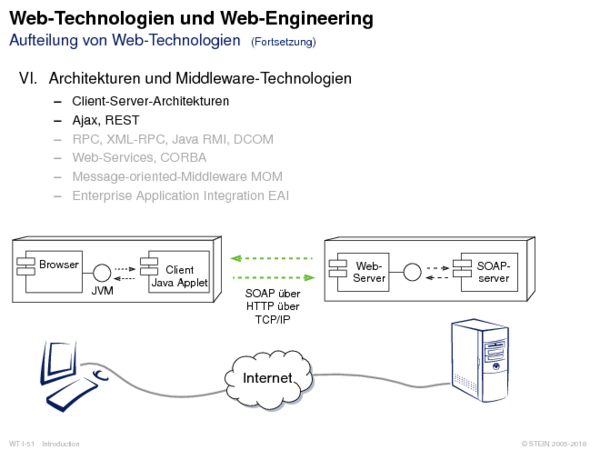 Web-Technologien und Web-Engineering
Aufteilung von Web-Technologien (Fortsetzung)
VI. Architekturen und Middleware-Technologien
– Client-Server-Architekturen
– Ajax, REST
– RPC, XML-RPC, Java RMI, DCOM
– Web-Services, CORBA
– Message-oriented-Middleware MOM
– Enterprise Application Integration EAI
Browser
JVM
Client
Java Applet
SOAP über
HTTP über
TCP/IP
Web-
Server
SOAP-
server
Internet
WT:I-51 Introduction
© STEIN 2005-2018